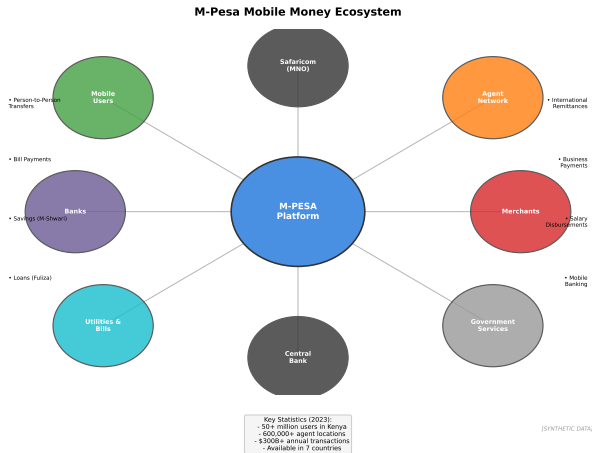 M-Pesa Mobile Money Ecosystem
Safaricom
(MNO)
Mobile
Users
Agent
Network
• Person-to-Person
Transfers
• International
Remittances
• Bill Payments
• Business
Payments
Banks
M-PESA
Platform
Merchants
• Savings (M-Shwari)
• Salary
Disbursements
• Loans (Fuliza)
• Mobile
Banking
Utilities &
Bills
Government
Services
Central
Bank
Key Statistics (2023):
- 50+ million users in Kenya
- 600,000+ agent locations
- $300B+ annual transactions
- Available in 7 countries
[SYNTHETIC DATA,